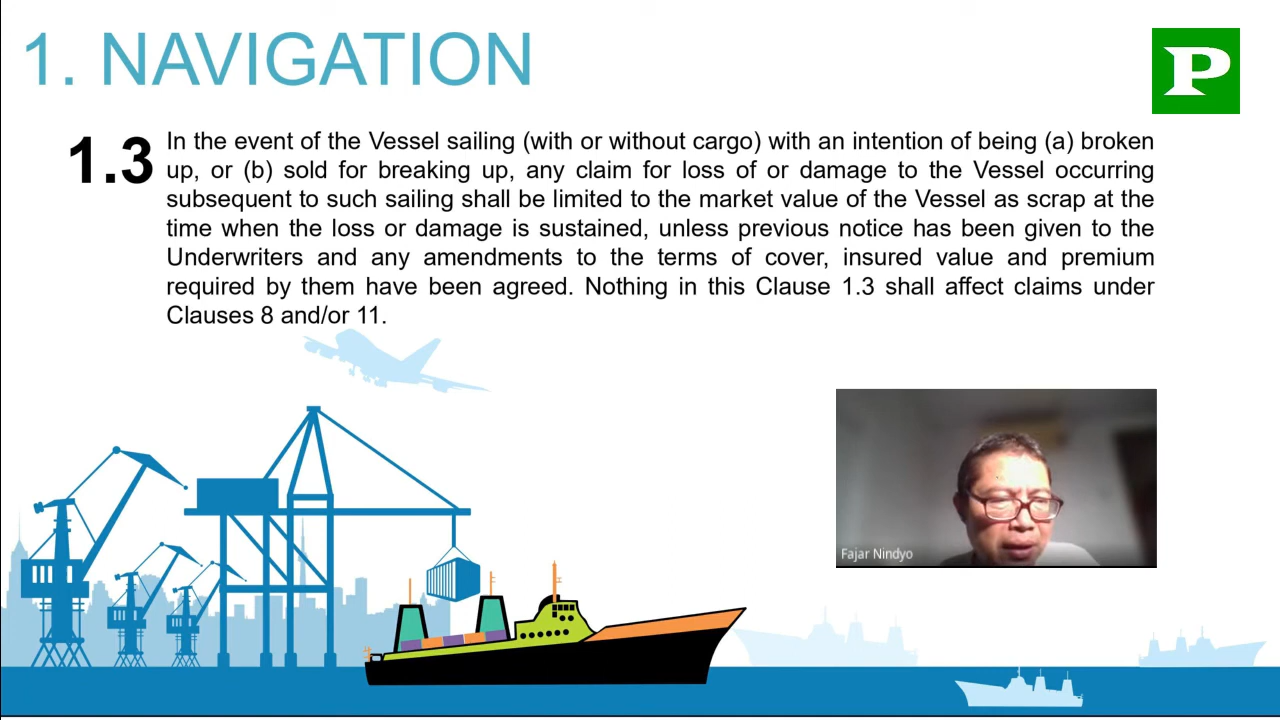 1. NAVIGATION
P
1.3
In the event of the Vessel sailing (with or without cargo) with an intention of being (a) broken
up, or (b) sold for breaking up, any claim for loss of or damage to the Vessel occurring
subsequent to such sailing shall be limited to the market value of the Vessel as scrap at the
time when the loss or damage is sustained, unless previous notice has been given to the
Underwriters and any amendments to the terms of cover, insured value and premium
required by them have been agreed. Nothing in this Clause 1.3 shall affect claims under
Clauses 8 and/or 11.
Fajar Nindyo